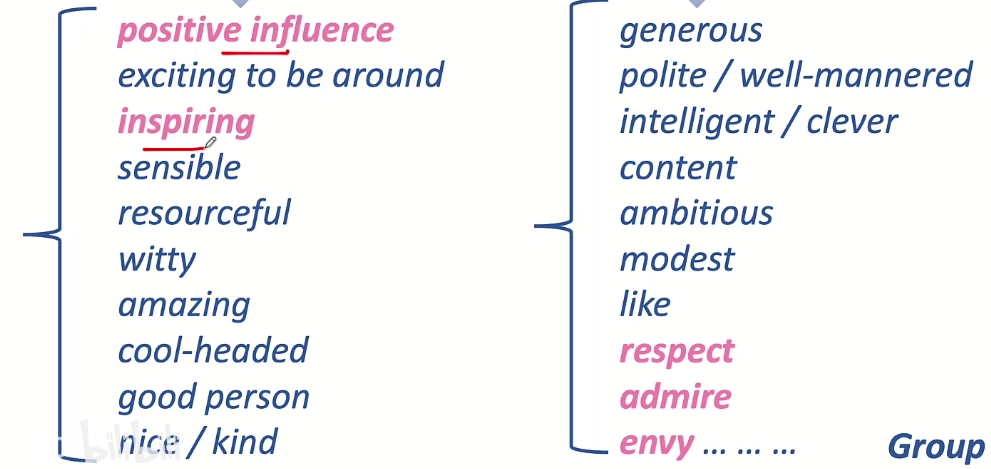 positive influence
exciting to be around
inspiring
sensible
resourceful
witty
amazing
cool-headed
good person
nice / kind
generous
polite / well-mannered
intelligent / clever
content
ambitious
modest
like
respect
admire
envy ... ... ...
Group
bilibili